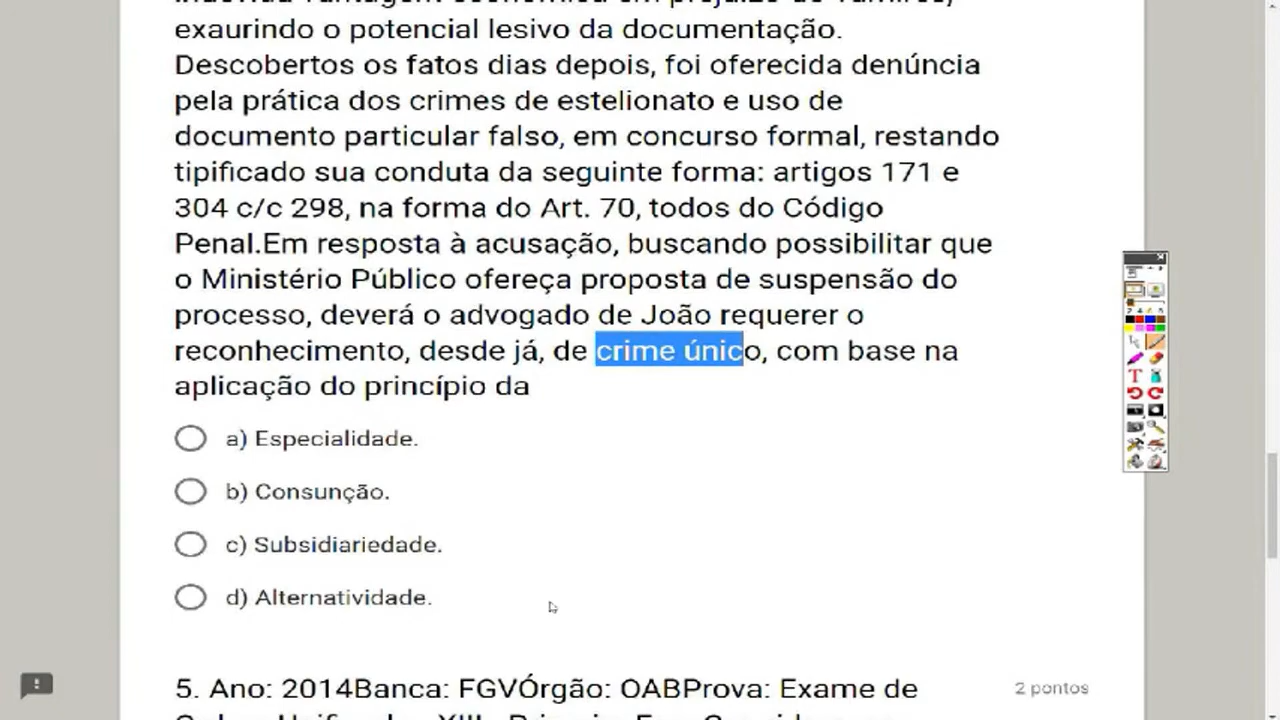 exaurindo o potencial lesivo da documentação.
Descobertos os fatos dias depois, foi oferecida denúncia
pela prática dos crimes de estelionato e uso de
documento particular falso, em concurso formal, restando
tipificado sua conduta da seguinte forma: artigos 171 e
304 c/c 298, na forma do Art. 70, todos do Código
Penal.Em resposta à acusação, buscando possibilitar que
o Ministério Público ofereça proposta de suspensão do
processo, deverá o advogado de João requerer o
reconhecimento, desde já, de crime único, com base na
aplicação do princípio da
a) Especialidade.
b) Consunção.
c) Subsidiariedade.
d) Alternatividade.
5. Ano: 2014Banca: FGVÓrgão: OABProva: Exame de
2 pontos